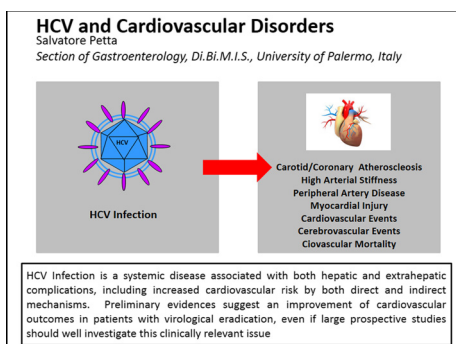 HCV and Cardiovascular Disorders
Salvatore Petta
Section of Gastroenterology, Di.Bi.M.I.S., University of Palermo, Italy
HCV
HCV Infection
Carotid/Coronary Atheroscleosis
High Arterial Stiffness
Peripheral Artery Disease
Myocardial Injury
Cardiovascular Events
Cerebrovascular Events
Ciovascular Mortality
HCV Infection is a systemic disease associated with both hepatic and extrahepatic
complications, including increased cardiovascular risk by both direct and indirect
mechanisms. Preliminary evidences suggest an improvement of cardiovascular
outcomes in patients with virological eradication, even if large prospective studies
should well investigate this clinically relevant issue